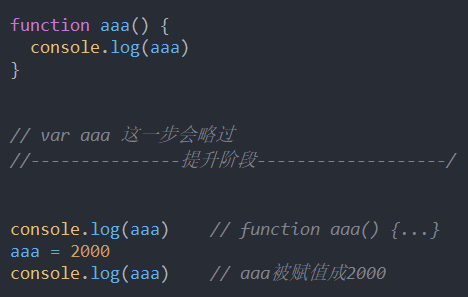 function aaa() {
  console.log(aaa)
}
// var aaa 这一步会略过
//---------------提升阶段-------------------/
console.log(aaa)    // function aaa() {...}
aaa = 2000
console.log(aaa)    // aaa被赋值成2000